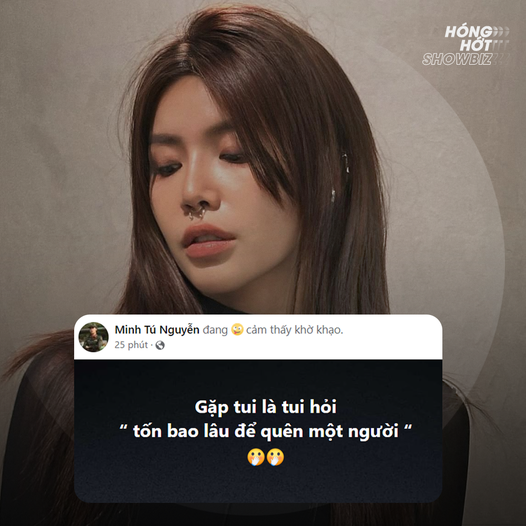 HÓNG
HỚT
SHOWBIZ
Minh Tú Nguyễn đang 😜 cảm thấy khờ khạo.
25 phút ·
Gặp tui là tui hỏi
“ tốn bao lâu để quên một người “
🤭🤭